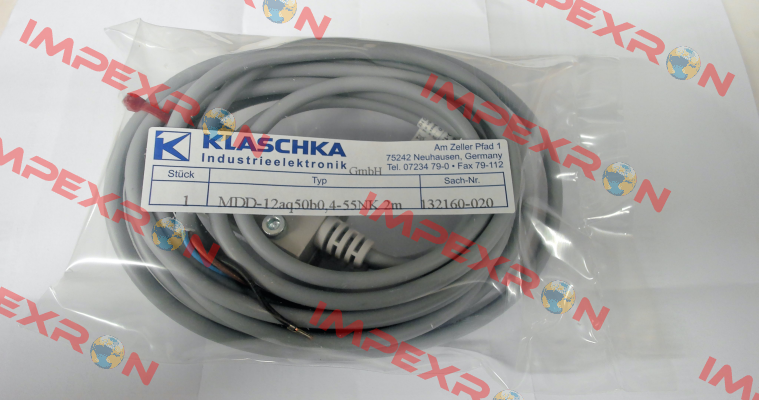 KLASCHKA
Industrieelektronik GmbH
Am Zeller Pfad 1
75242 Neuhausen, Germany
Tel. 07234 79-0 • Fax 79-112
Stück Typ Sach-Nr.
1 MDD-12aq50b0,4-55NK 2m 132160-020
IMPEXRON
IMPEXRON
IMPEXRON
IMPEXRON
IMPEXRON
IMPEXRON
IMPEXRON